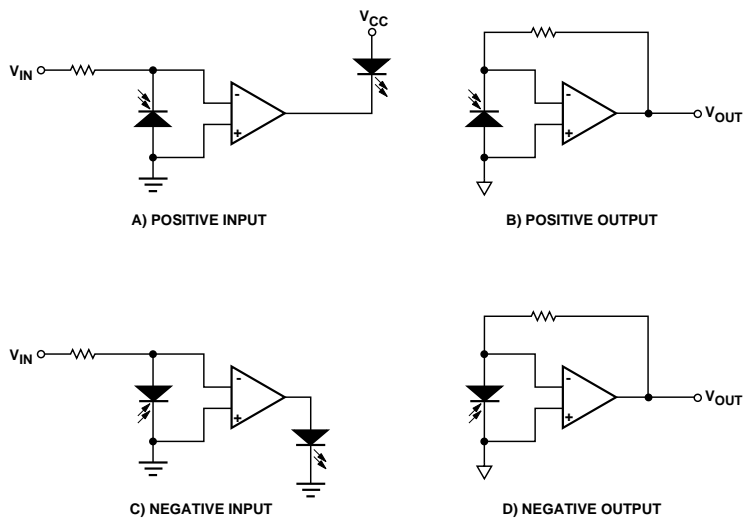 VCC
VIN
-
+
-
+
VOUT
A) POSITIVE INPUT
B) POSITIVE OUTPUT
VIN
-
+
-
+
VOUT
C) NEGATIVE INPUT
D) NEGATIVE OUTPUT